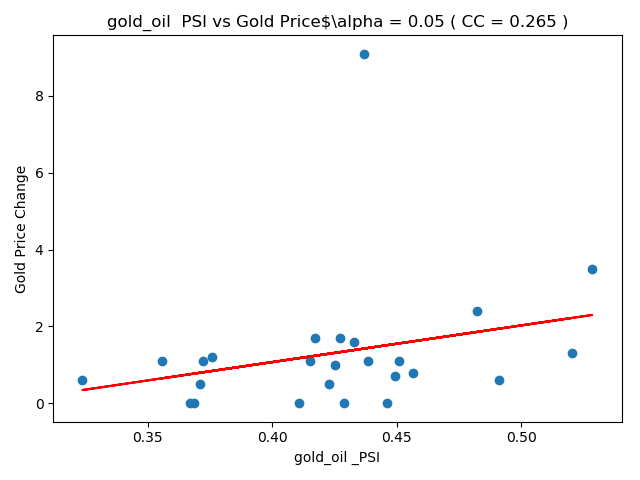 gold_oil  PSI vs Gold Price$\alpha = 0.05 ( CC = 0.265 )
Gold Price Change
8
6
4
2
0
0.35 0.40 0.45 0.50
gold_oil _PSI